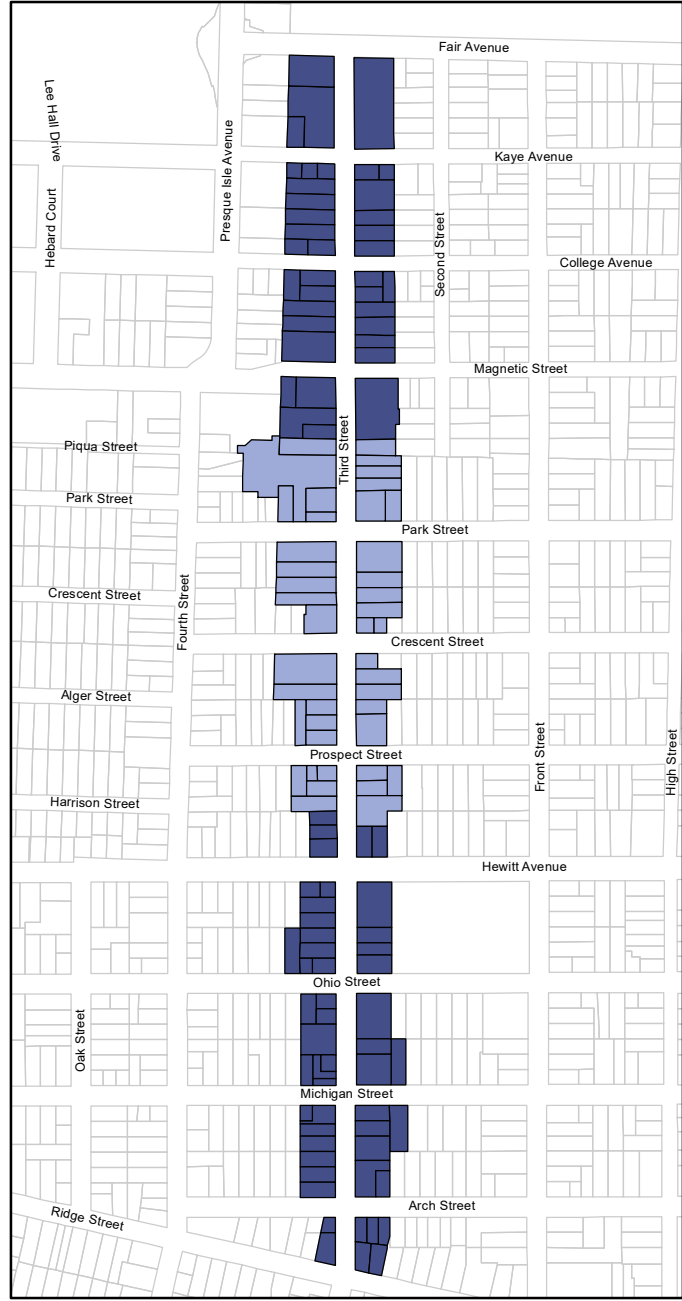 Fair Avenue
Lee Hall Drive
Presque Isle Avenue
Kaye Avenue
Hebard Court
Second Street
College Avenue
Magnetic Street
Third Street
Piqua Street
Park Street
Park Street
Crescent Street
Fourth Street
Crescent Street
Alger Street
Front Street
High Street
Prospect Street
Harrison Street
Hewitt Avenue
Ohio Street
Oak Street
Michigan Street
Arch Street
Ridge Street